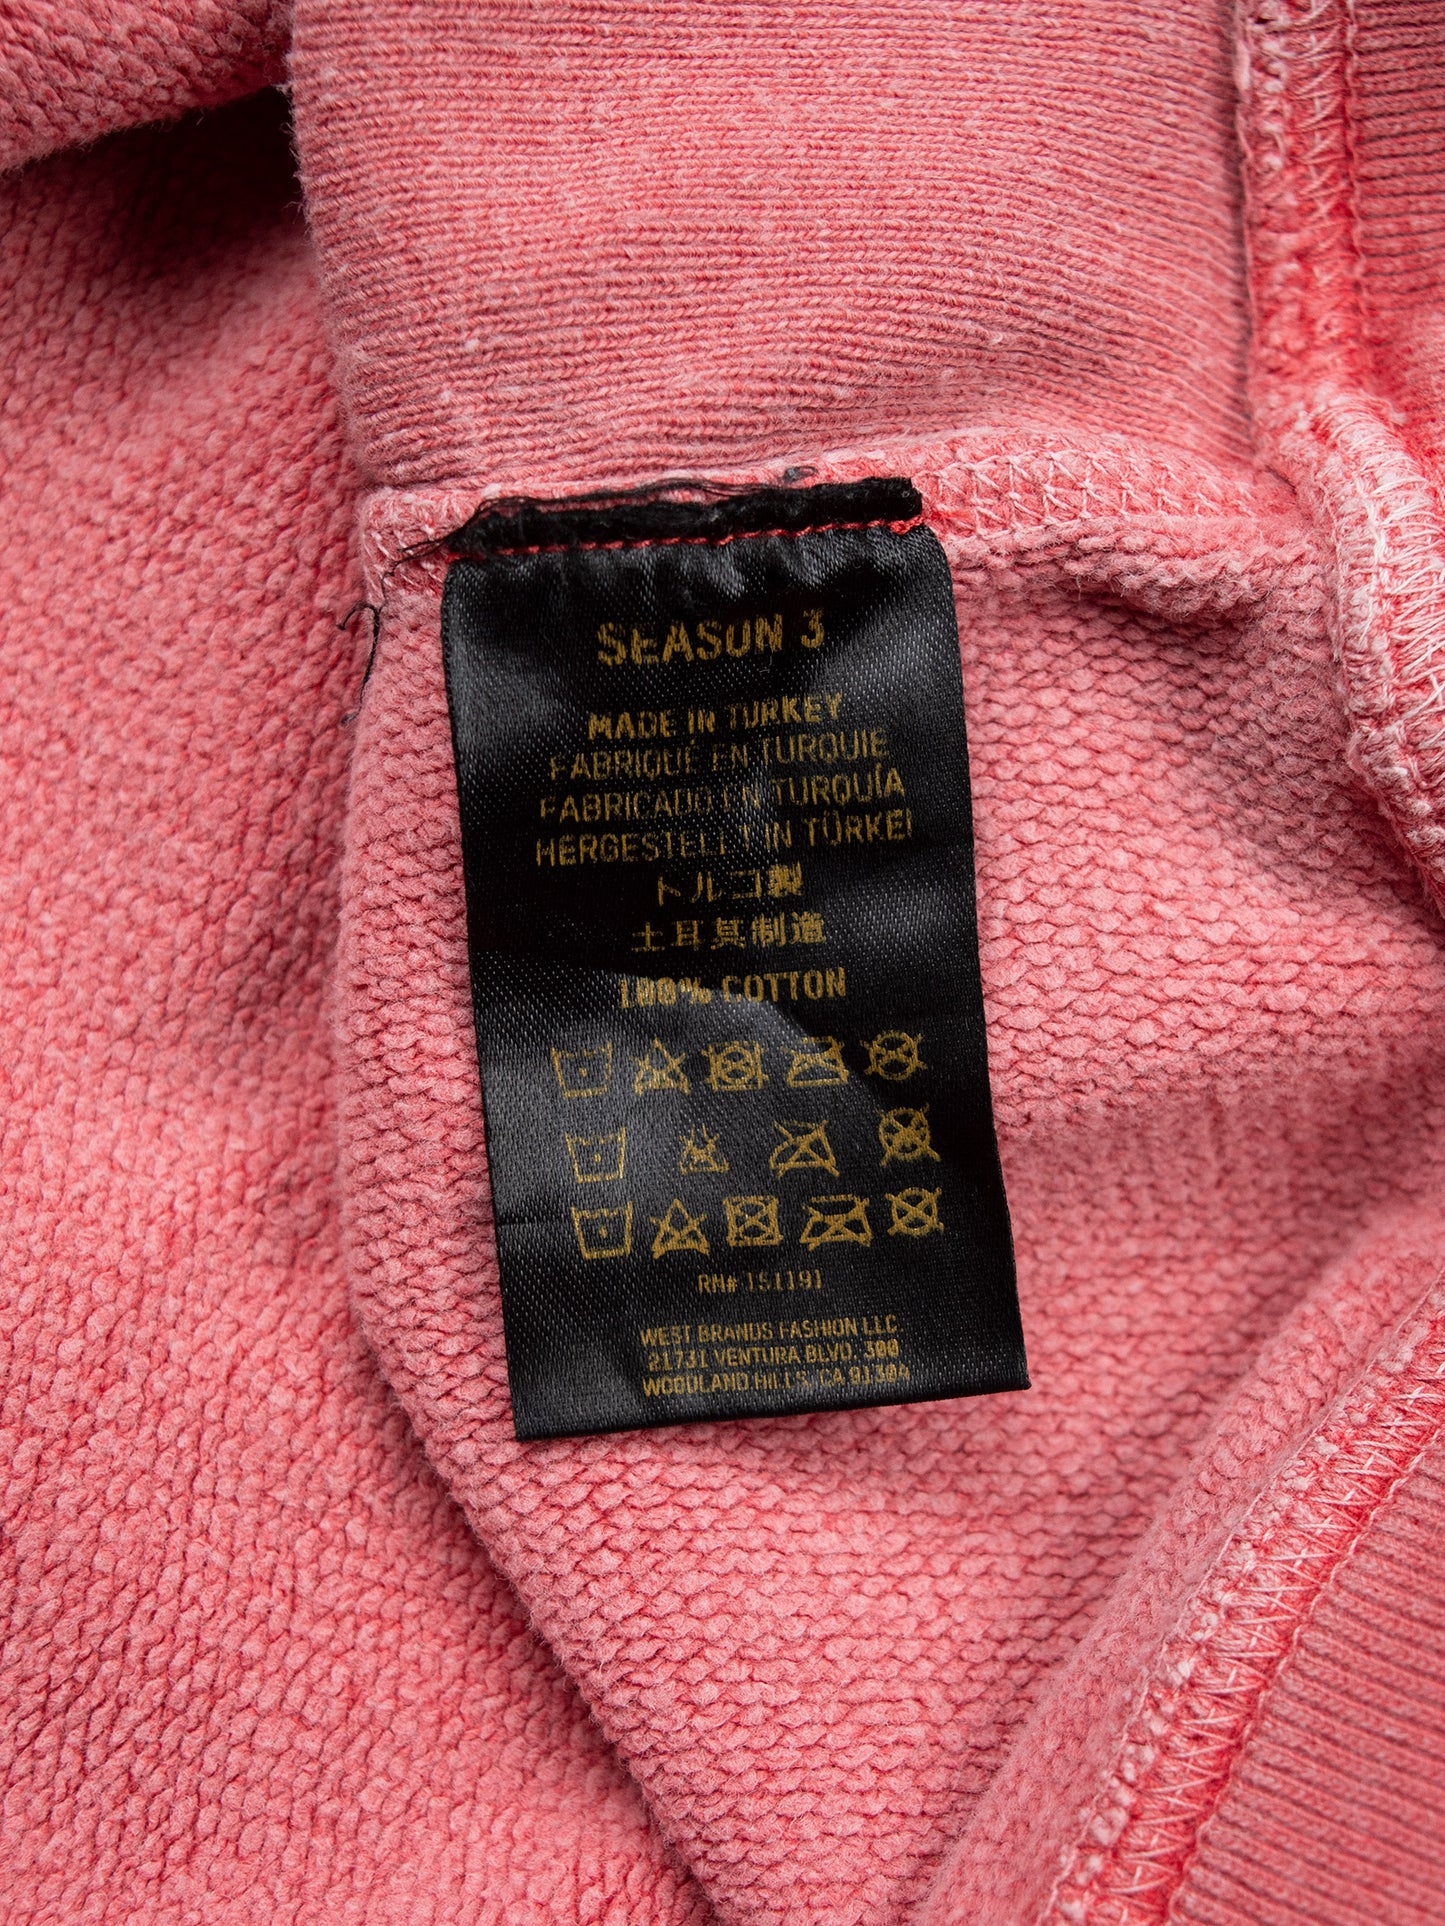 SEASON 3
MADE IN TURKEY
FABRIQUÉ EN TURQUIE
FABRICADO EN TURQUÍA
HERGESTELLT IN TÜRKEI
トルコ製
土耳其制造
100% COTTON
RN# 151191
WEST BRANDS FASHION LLC
21731 VENTURA BLVD. 300
WOODLAND HILLS, CA 91304